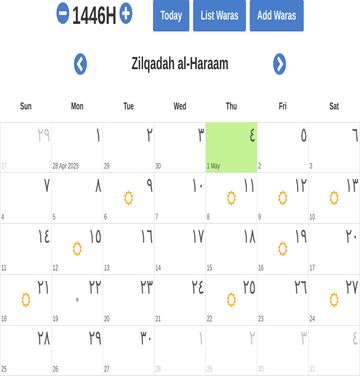 1446H Today List Waras Add Waras
Zilqadah al-Haraam
Sun Mon Tue Wed Thu Fri Sat
٢٩ ١ ٢ ٣ ٤ ٥ ٦
27 28 Apr 2025 29 30 1 May 2 3
٧ ٨ ٩ ١٠ ١١ ١٢ ١٣
4 5 6 7 8 9 10
١٤ ١٥ ١٦ ١٧ ١٨ ١٩ ٢٠
11 12 13 14 15 16 17
٢١ ٢٢ ٢٣ ٢٤ ٢٥ ٢٦ ٢٧
18 19 20 21 22 23 24
٢٨ ٢٩ ٣٠ ١ ٢ ٣ ٤
25 26 27 28 29 30 31